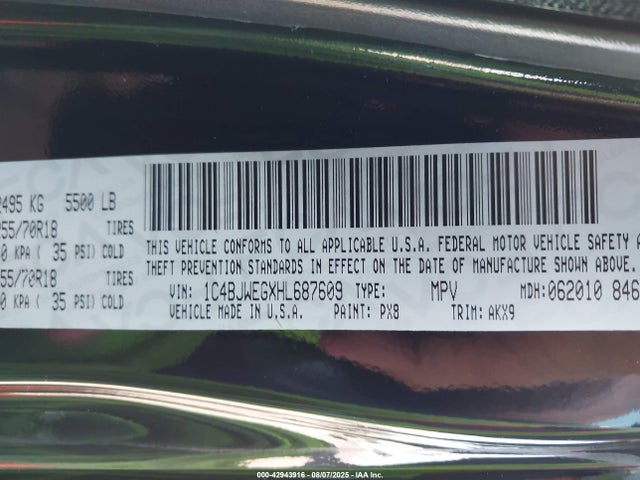 2495 KG 5500 LB
255/70R18 TIRES
0 KPA ( 35 PSI) COLD
55/70R18 TIRES
0 KPA ( 35 PSI) COLD
THIS VEHICLE CONFORMS TO ALL APPLICABLE U.S.A. FEDERAL MOTOR VEHICLE SAFETY A
THEFT PREVENTION STANDARDS IN EFFECT ON THE DATE OF MANUFACTURE SHOWN ABOVE.
VIN: 1C4BJWEGXHL687609 TYPE: MPV MDH: 062010 846
VEHICLE MADE IN U.S.A. PAINT: PX8 TRIM: AKX9
000-42943916 - 08/07/2025 - IAA Inc.